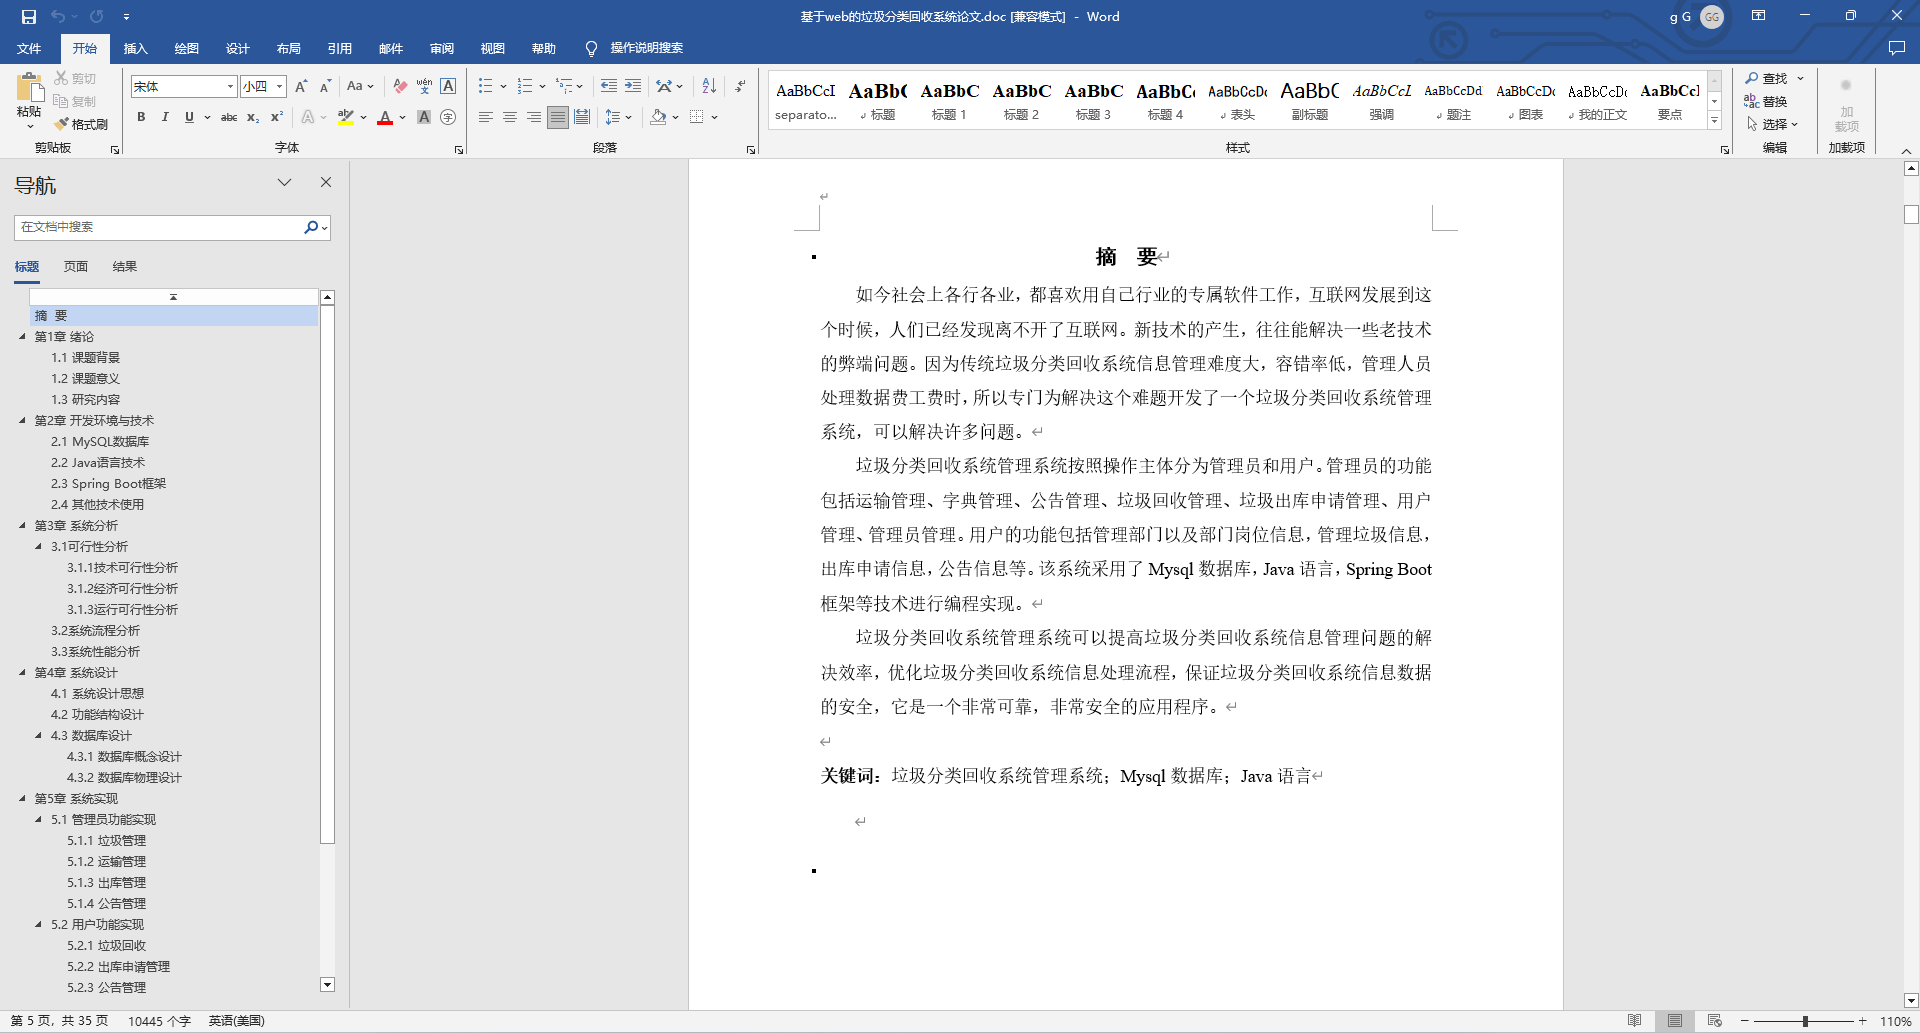 基于web的垃圾分类回收系统论文.doc [兼容模式] - Word
g G
GG
文件 开始 插入 绘图 设计 布局 引用 邮件 审阅 视图 帮助 操作说明搜索
粘贴
剪切
复制
格式刷
剪贴板
宋体 小四
字体
段落
AaBbCcI AaBb( AaBbC AaBbC AaBbC AaBbC AaBbCcD AaBbC AaBbCcL AaBbCcDd AaBbCcD AaBbCcD AaBbCc
separato... 标题 标题 1 标题 2 标题 3 标题 4 表头 副标题 强调 题注 图表 我的正文 要点
样式
查找
替换
选择
编辑
加载项
加载项
导航
在文档中搜索
标题 页面 结果
摘 要
第1章 绪论
1.1 课题背景
1.2 课题意义
1.3 研究内容
第2章 开发环境与技术
2.1 MySQL数据库
2.2 Java语言技术
2.3 Spring Boot框架
2.4 其他技术使用
第3章 系统分析
3.1可行性分析
3.1.1技术可行性分析
3.1.2经济可行性分析
3.1.3运行可行性分析
3.2系统流程分析
3.3系统性能分析
第4章 系统设计
4.1 系统设计思想
4.2 功能结构设计
4.3 数据库设计
4.3.1 数据库概念设计
4.3.2 数据库物理设计
第5章 系统实现
5.1 管理员功能实现
5.1.1 垃圾管理
5.1.2 运输管理
5.1.3 出库管理
5.1.4 公告管理
5.2 用户功能实现
5.2.1 垃圾回收
5.2.2 出库申请管理
5.2.3 公告管理
摘 要
如今社会上各行各业，都喜欢用自己行业的专属软件工作，互联网发展到这
个时候，人们已经发现离不开了互联网。新技术的产生，往往能解决一些老技术
的弊端问题。因为传统垃圾分类回收系统信息管理难度大，容错率低，管理人员
处理数据费工费时，所以专门为解决这个难题开发了一个垃圾分类回收系统管理
系统，可以解决许多问题。
垃圾分类回收系统管理系统按照操作主体分为管理员和用户。管理员的功能
包括运输管理、字典管理、公告管理、垃圾回收管理、垃圾出库申请管理、用户
管理、管理员管理。用户的功能包括管理部门以及部门岗位信息，管理垃圾信息，
出库申请信息，公告信息等。该系统采用了 Mysql 数据库，Java 语言，Spring Boot
框架等技术进行编程实现。
垃圾分类回收系统管理系统可以提高垃圾分类回收系统信息管理问题的解
决效率，优化垃圾分类回收系统信息处理流程，保证垃圾分类回收系统信息数据
的安全，它是一个非常可靠，非常安全的应用程序。
关键词：垃圾分类回收系统管理系统；Mysql 数据库；Java 语言
第 5 页，共 35 页 10445 个字 英语(美国)
110%